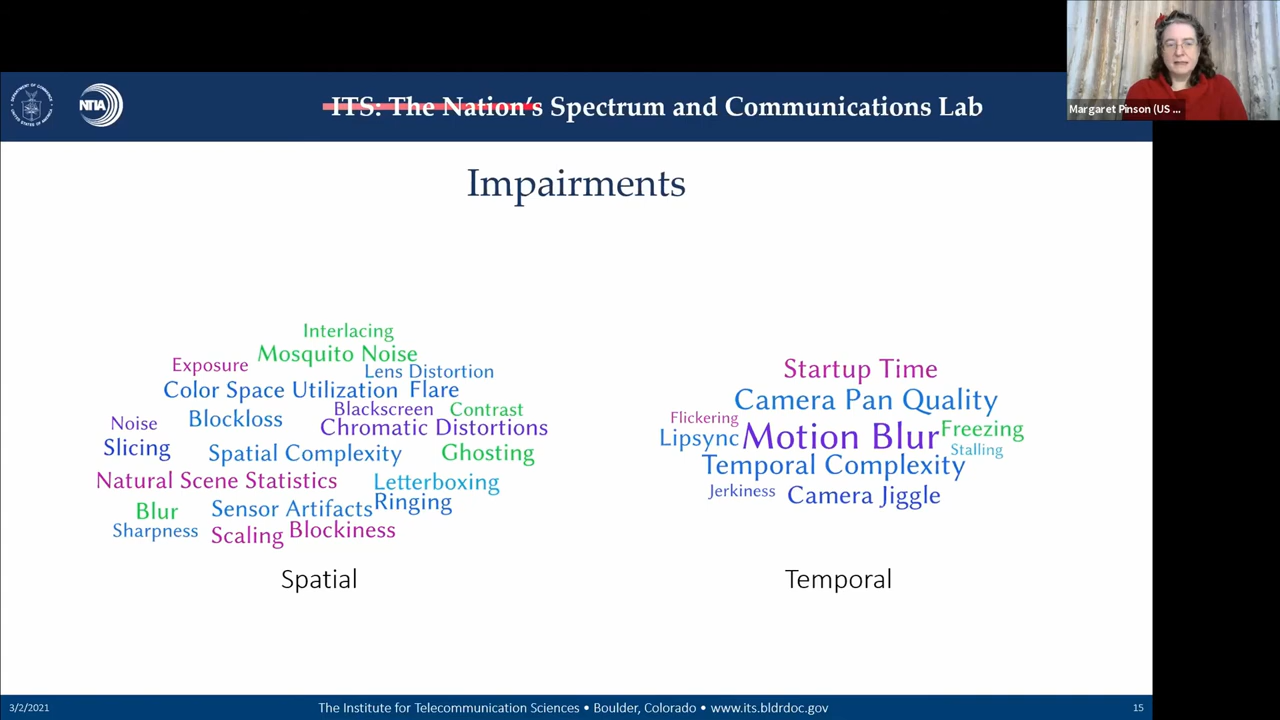 NTIA
ITS: The Nation's Spectrum and Communications Lab
Margaret Pinson (US ...
Impairments
Interlacing
Mosquito Noise
Exposure
Lens Distortion
Color Space Utilization
Flare
Blackscreen
Contrast
Noise
Blockloss
Chromatic Distortions
Slicing
Spatial Complexity
Ghosting
Natural Scene Statistics
Letterboxing
Ringing
Blur
Sensor Artifacts
Sharpness
Scaling
Blockiness
Spatial
Startup Time
Camera Pan Quality
Flickering
Lipsync
Motion Blur
Freezing
Stalling
Temporal Complexity
Jerkiness
Camera Jiggle
Temporal
3/2/2021
The Institute for Telecommunication Sciences • Boulder, Colorado • www.its.bldrdoc.gov
15